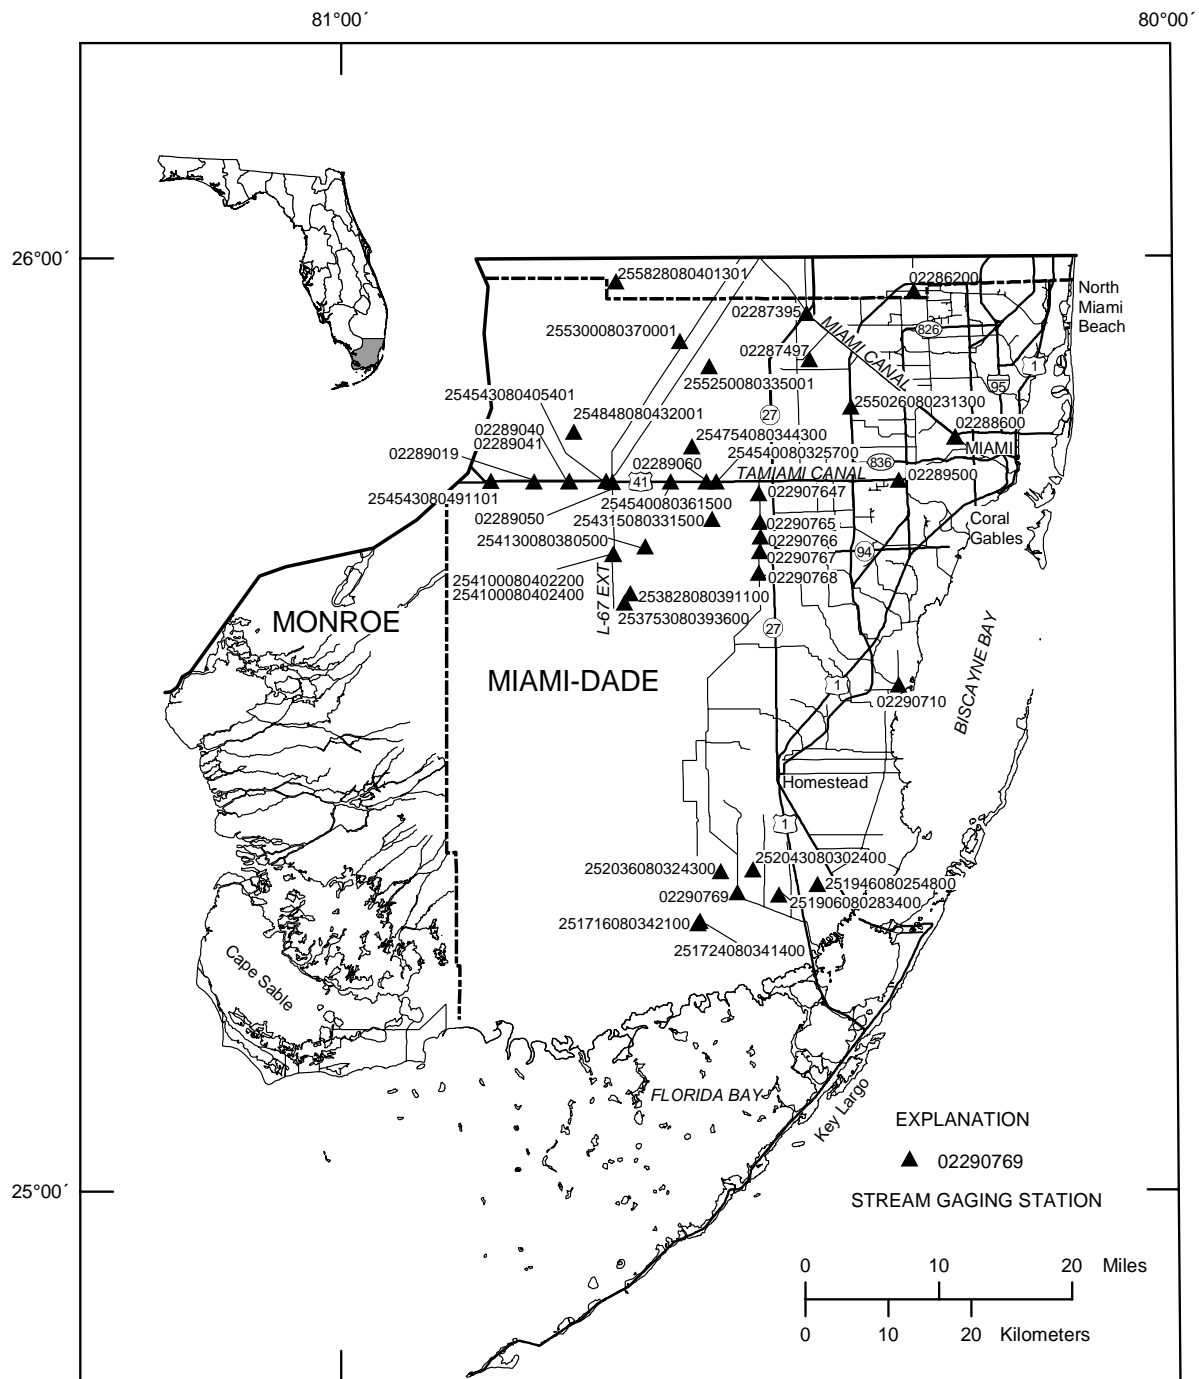 81°00´
80°00´
26°00´
255828080401301
02286200
North
Miami
Beach
02287395
826
MIAMI CANAL
255300080370001
02287497
1
255250080335001
95
254543080405401
255026080231300
27
254848080432001
02288600
02289040
02289041
254754080344300
MIAMI
02289019
02289060
254540080325700
836
TAMIAMI CANAL
02289500
41
254543080491101
022907647
254540080361500
02289050
254315080331500
02290765
Coral
Gables
254130080380500
02290766
94
02290767
254100080402200
02290768
254100080402400
L-67 EXT
253828080391100
253753080393600
MONROE
27
BISCAYNE BAY
MIAMI-DADE
1
02290710
Homestead
1
252043080302400
252036080324300
251946080254800
02290769
251906080283400
251716080342100
251724080341400
Cape Sable
FLORIDA BAY
Key Largo
EXPLANATION
02290769
25°00´
STREAM GAGING STATION
0 10 20 Miles
0 10 20 Kilometers